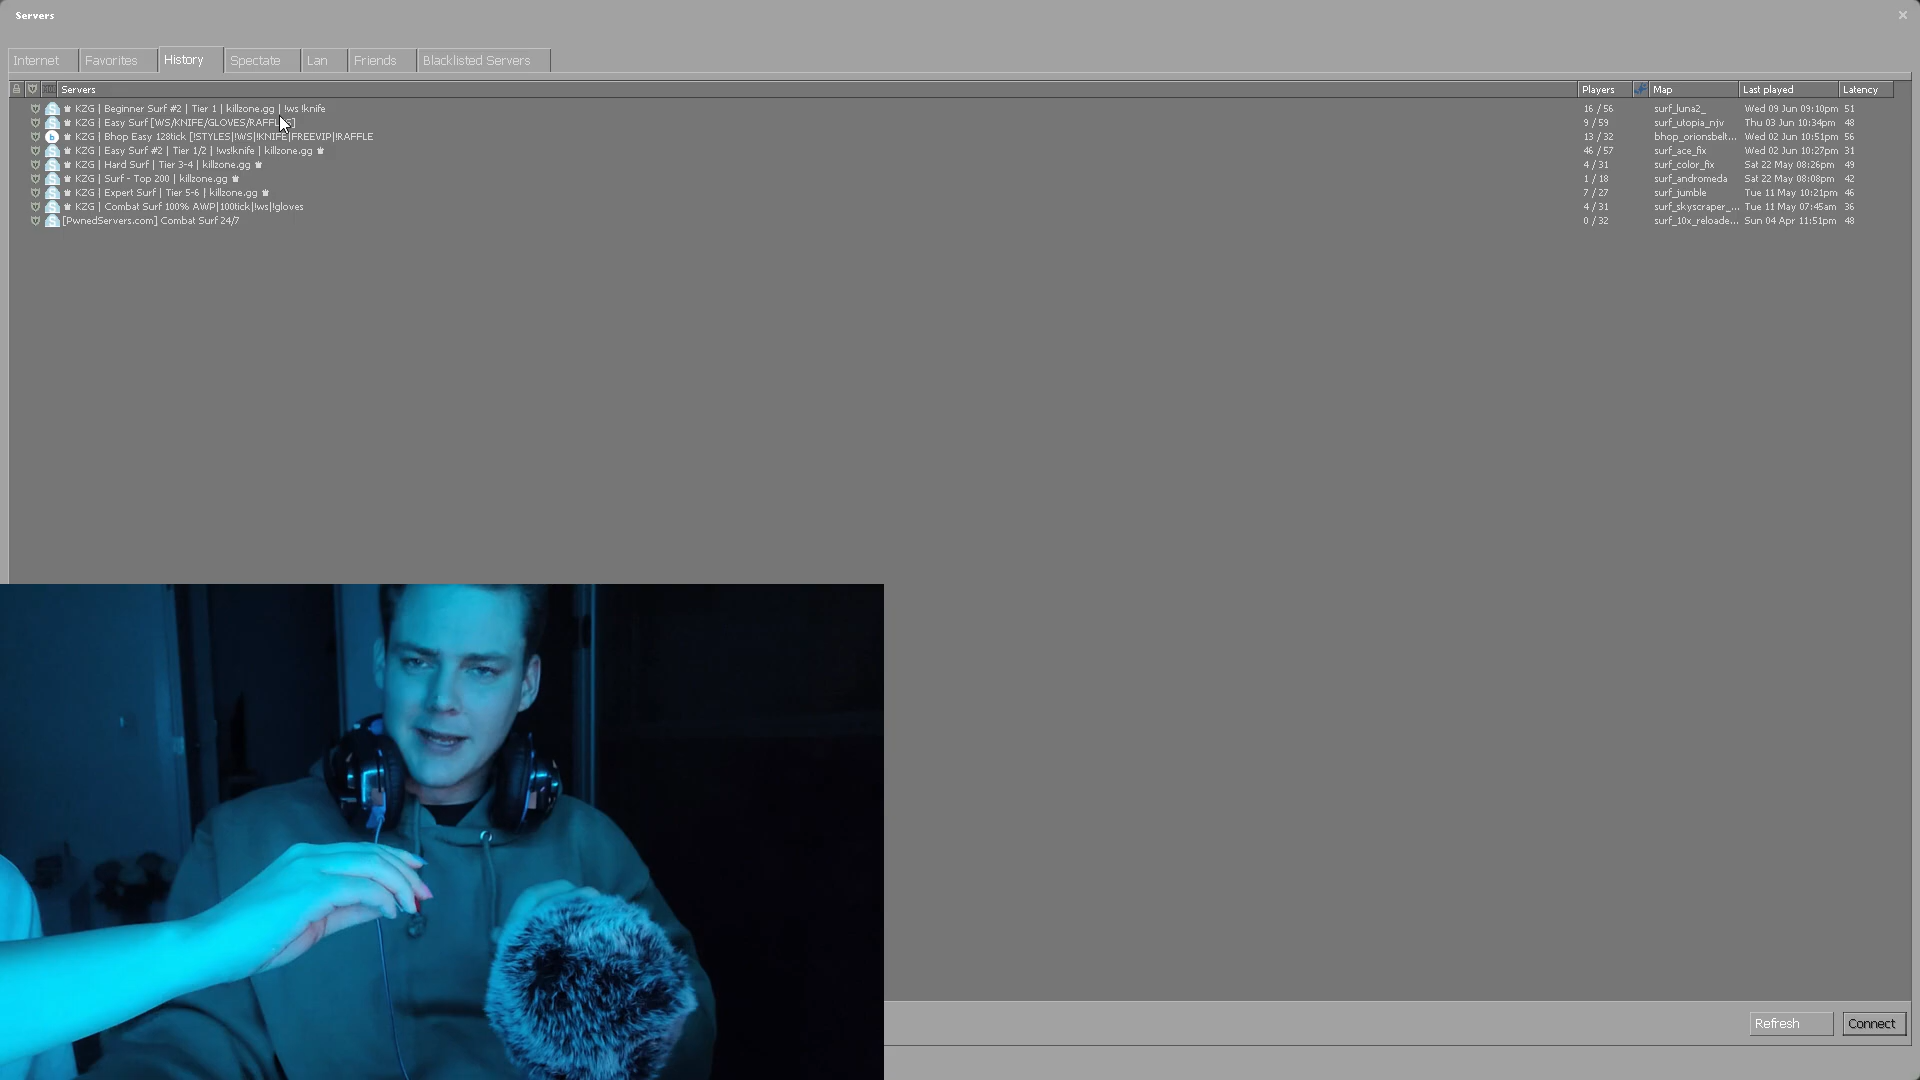 Servers
Internet Favorites History Spectate Lan Friends Blacklisted Servers
Servers Players Map Last played Latency
KZG | Beginner Surf #2 | Tier 1 | killzone.gg | !ws !knife 16 / 56 surf_luna2_ Wed 09 Jun 09:10pm 51
KZG | Easy Surf [WS/KNIFE/GLOVES/RAFFLES] 9 / 59 surf_utopia_njv Thu 03 Jun 10:34pm 48
KZG | Bhop Easy 128tick [!STYLES|!WS|!KNIFE|FREEVIP|!RAFFLE 13 / 32 bhop_orionsbelt... Wed 02 Jun 10:51pm 56
KZG | Easy Surf #2 | Tier 1/2 | !ws!knife | killzone.gg 46 / 57 surf_ace_fix Wed 02 Jun 10:27pm 31
KZG | Hard Surf | Tier 3-4 | killzone.gg 4 / 31 surf_color_fix Sat 22 May 08:26pm 49
KZG | Surf - Top 200 | killzone.gg 1 / 18 surf_andromeda Sat 22 May 08:08pm 42
KZG | Expert Surf | Tier 5-6 | killzone.gg 7 / 27 surf_jumble Tue 11 May 10:21pm 46
KZG | Combat Surf 100% AWP|100tick|!ws|!gloves 4 / 31 surf_skyscraper_... Tue 11 May 07:45am 36
[PwnedServers.com] Combat Surf 24/7 0 / 32 surf_10x_reloade... Sun 04 Apr 11:51pm 48
Refresh Connect